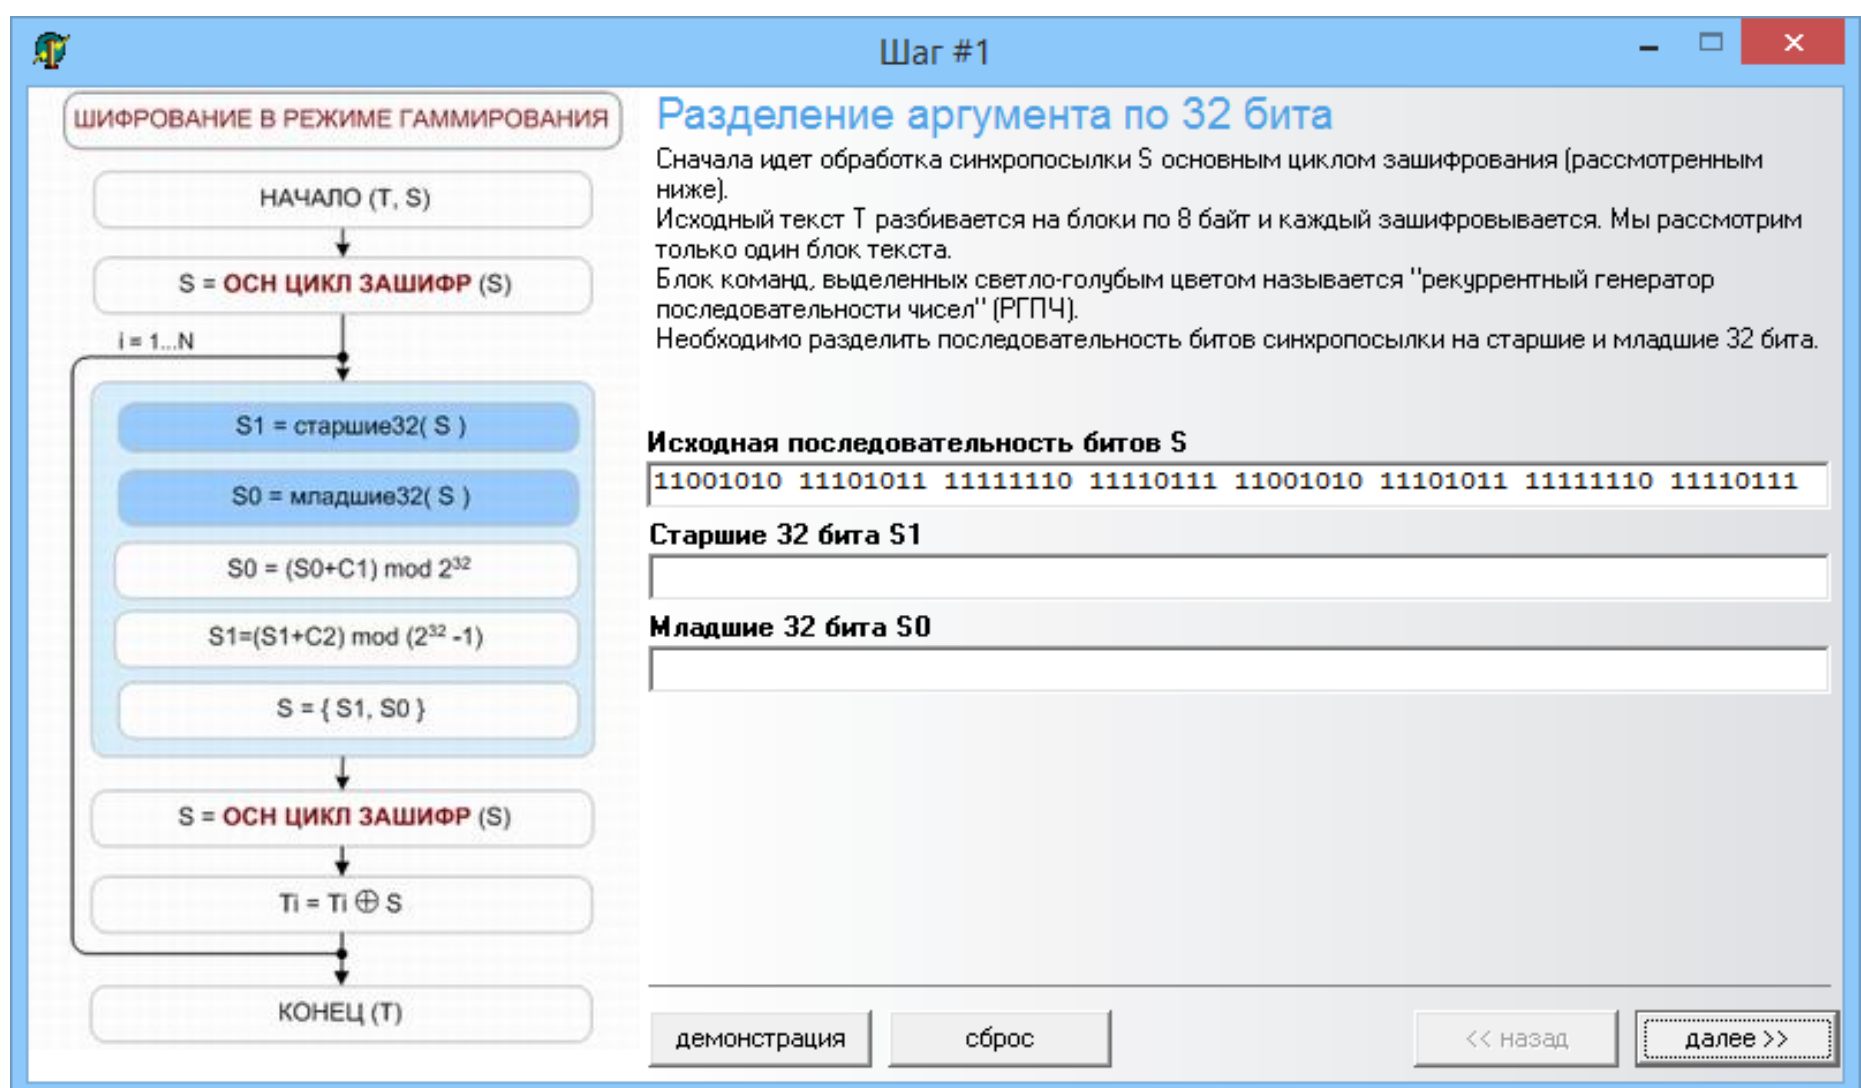 Шаг #1
ШИФРОВАНИЕ В РЕЖИМЕ ГАММИРОВАНИЯ
НАЧАЛО (T, S)
S = ОСН ЦИКЛ ЗАШИФР (S)
i = 1...N
S1 = старшие32( S )
S0 = младшие32( S )
S0 = (S0+C1) mod 2³²
S1=(S1+C2) mod (2³² -1)
S = { S1, S0 }
S = ОСН ЦИКЛ ЗАШИФР (S)
Ti = Ti ⊕ S
КОНЕЦ (T)
Разделение аргумента по 32 бита
Сначала идет обработка синхропосылки S основным циклом зашифрования (рассмотренным
ниже).
Исходный текст T разбивается на блоки по 8 байт и каждый зашифровывается. Мы рассмотрим
только один блок текста.
Блок команд, выделенных светло-голубым цветом называется "рекуррентный генератор
последовательности чисел" (РГПЧ).
Необходимо разделить последовательность битов синхропосылки на старшие и младшие 32 бита.
Исходная последовательность битов S
11001010 11101011 11111110 11110111 11001010 11101011 11111110 11110111
Старшие 32 бита S1
Младшие 32 бита S0
демонстрация
сброс
<< назад
далее >>